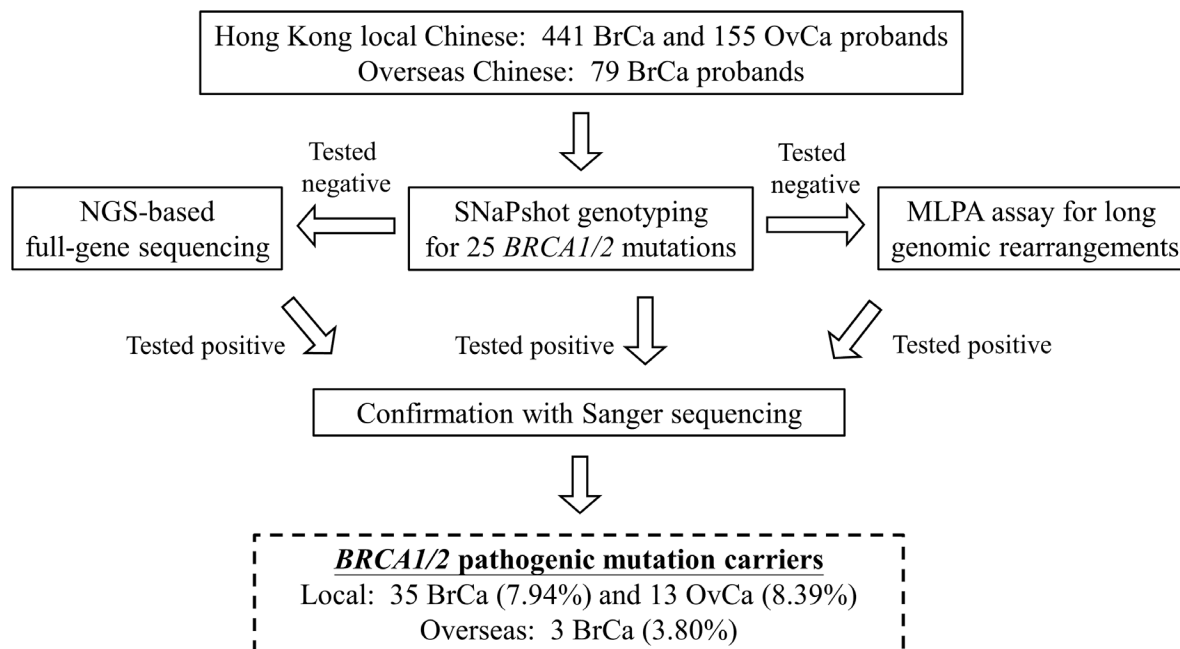 Hong Kong local Chinese: 441 BrCa and 155 OvCa probands
Overseas Chinese: 79 BrCa probands
Tested
negative
Tested
negative
NGS-based
full-gene sequencing
SNaPshot genotyping
for 25 BRCA1/2 mutations
MLPA assay for long
genomic rearrangements
Tested positive
Tested positive
Tested positive
Confirmation with Sanger sequencing
BRCA1/2 pathogenic mutation carriers
Local: 35 BrCa (7.94%) and 13 OvCa (8.39%)
Overseas: 3 BrCa (3.80%)